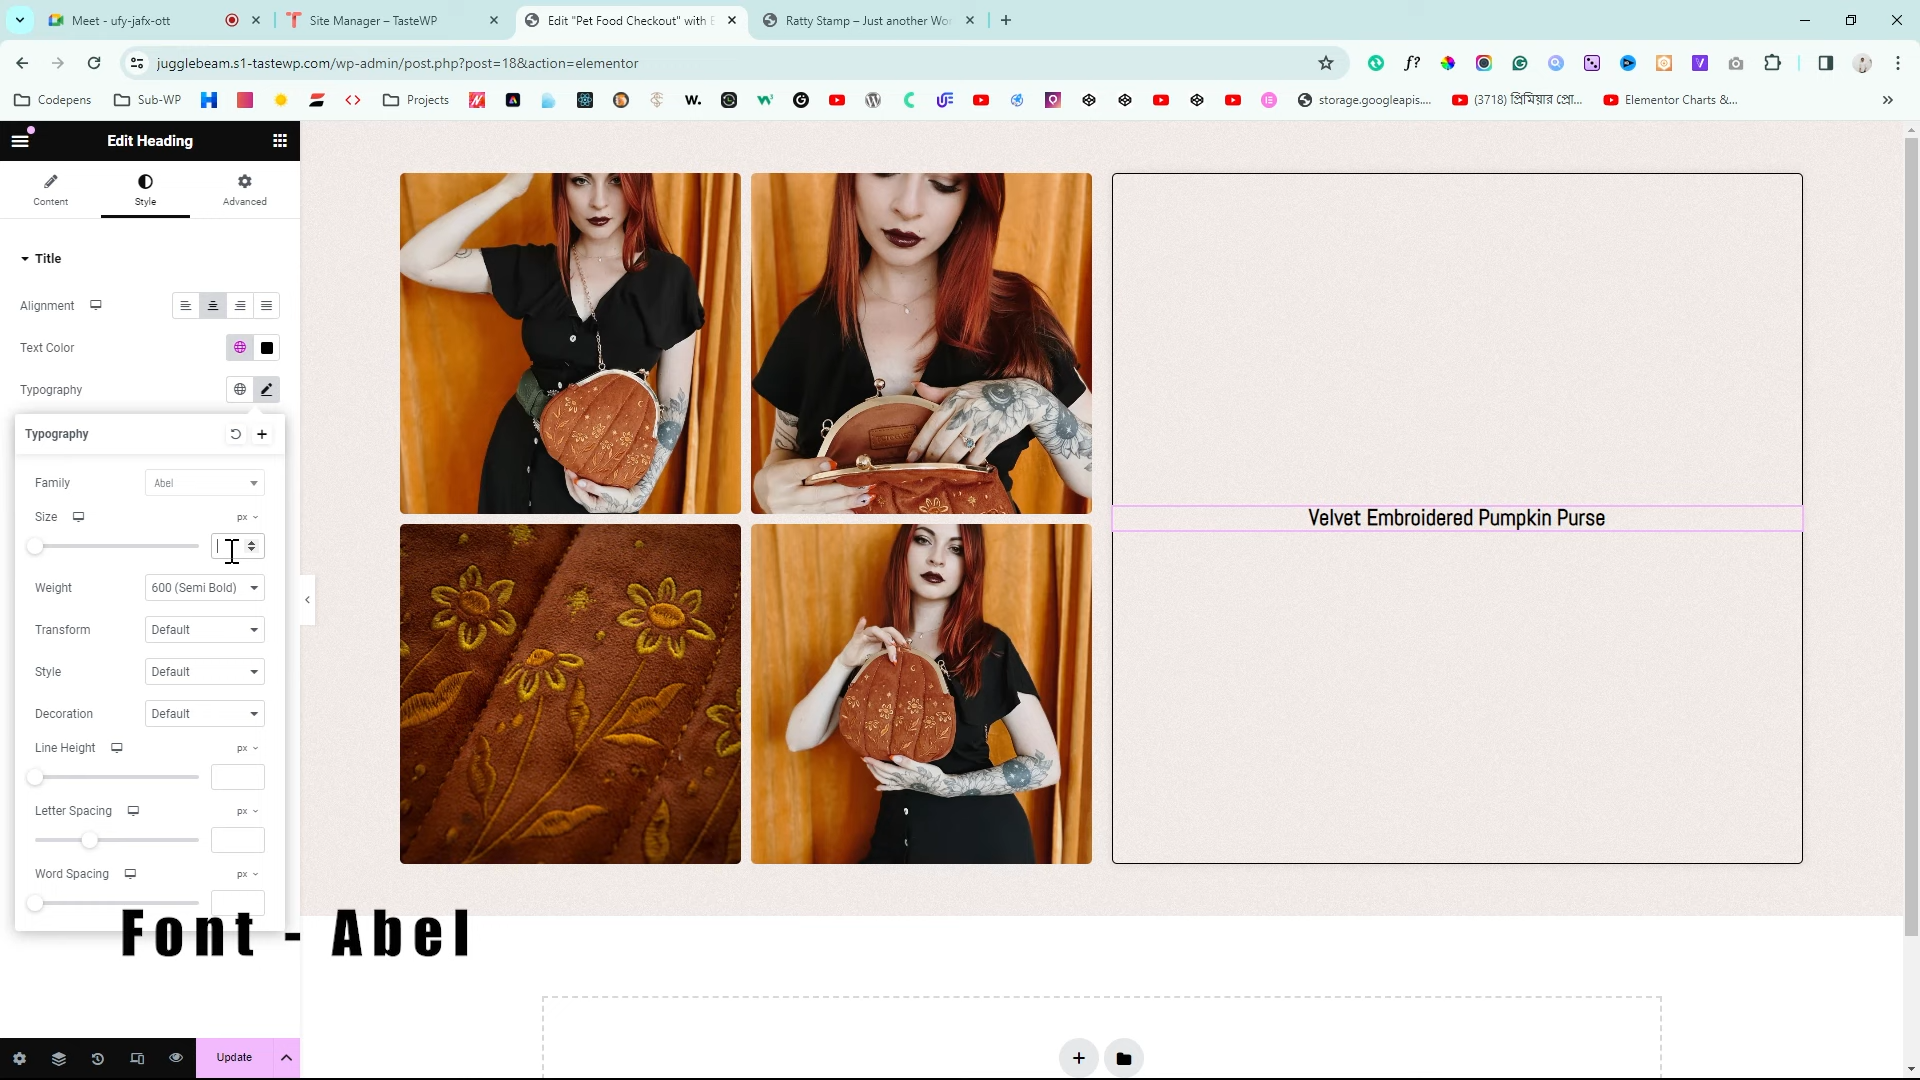 Meet - ufy-jafx-ott
Site Manager – TasteWP
Edit "Pet Food Checkout" with E
Ratty Stamp – Just another Wor
jugglebeam.s1-tastewp.com/wp-admin/post.php?post=18&action=elementor
Codepens
Sub-WP
Projects
storage.googleapis....
(3718) প্রিমিয়ার প্রো...
Elementor Charts &...
Edit Heading
Content
Style
Advanced
Title
Alignment
Text Color
Typography
Typography
Family
Abel
Size
px
Weight
600 (Semi Bold)
Transform
Default
Style
Default
Decoration
Default
Line Height
px
Letter Spacing
px
Word Spacing
px
Font - Abel
Update
Velvet Embroidered Pumpkin Purse